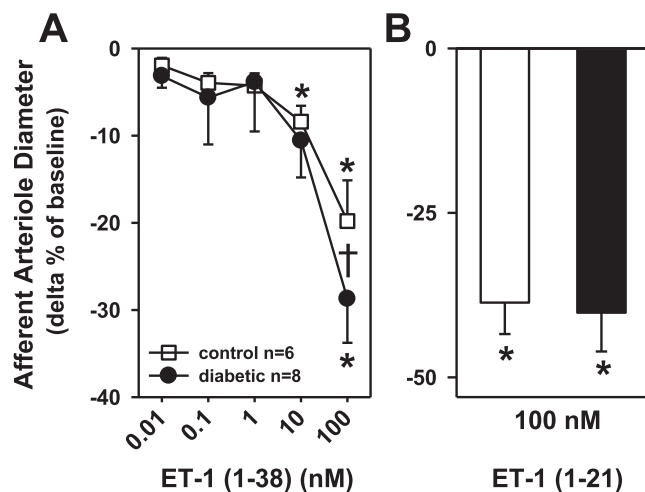 A
B
Afferent Arteriole Diameter
(delta % of baseline)
0
-10
-20
-30
-40
*
*
†
*
control n=6
diabetic n=8
0.01
0.1
1
10
100
ET-1 (1-38) (nM)
0
-25
-50
*
*
100 nM
ET-1 (1-21)